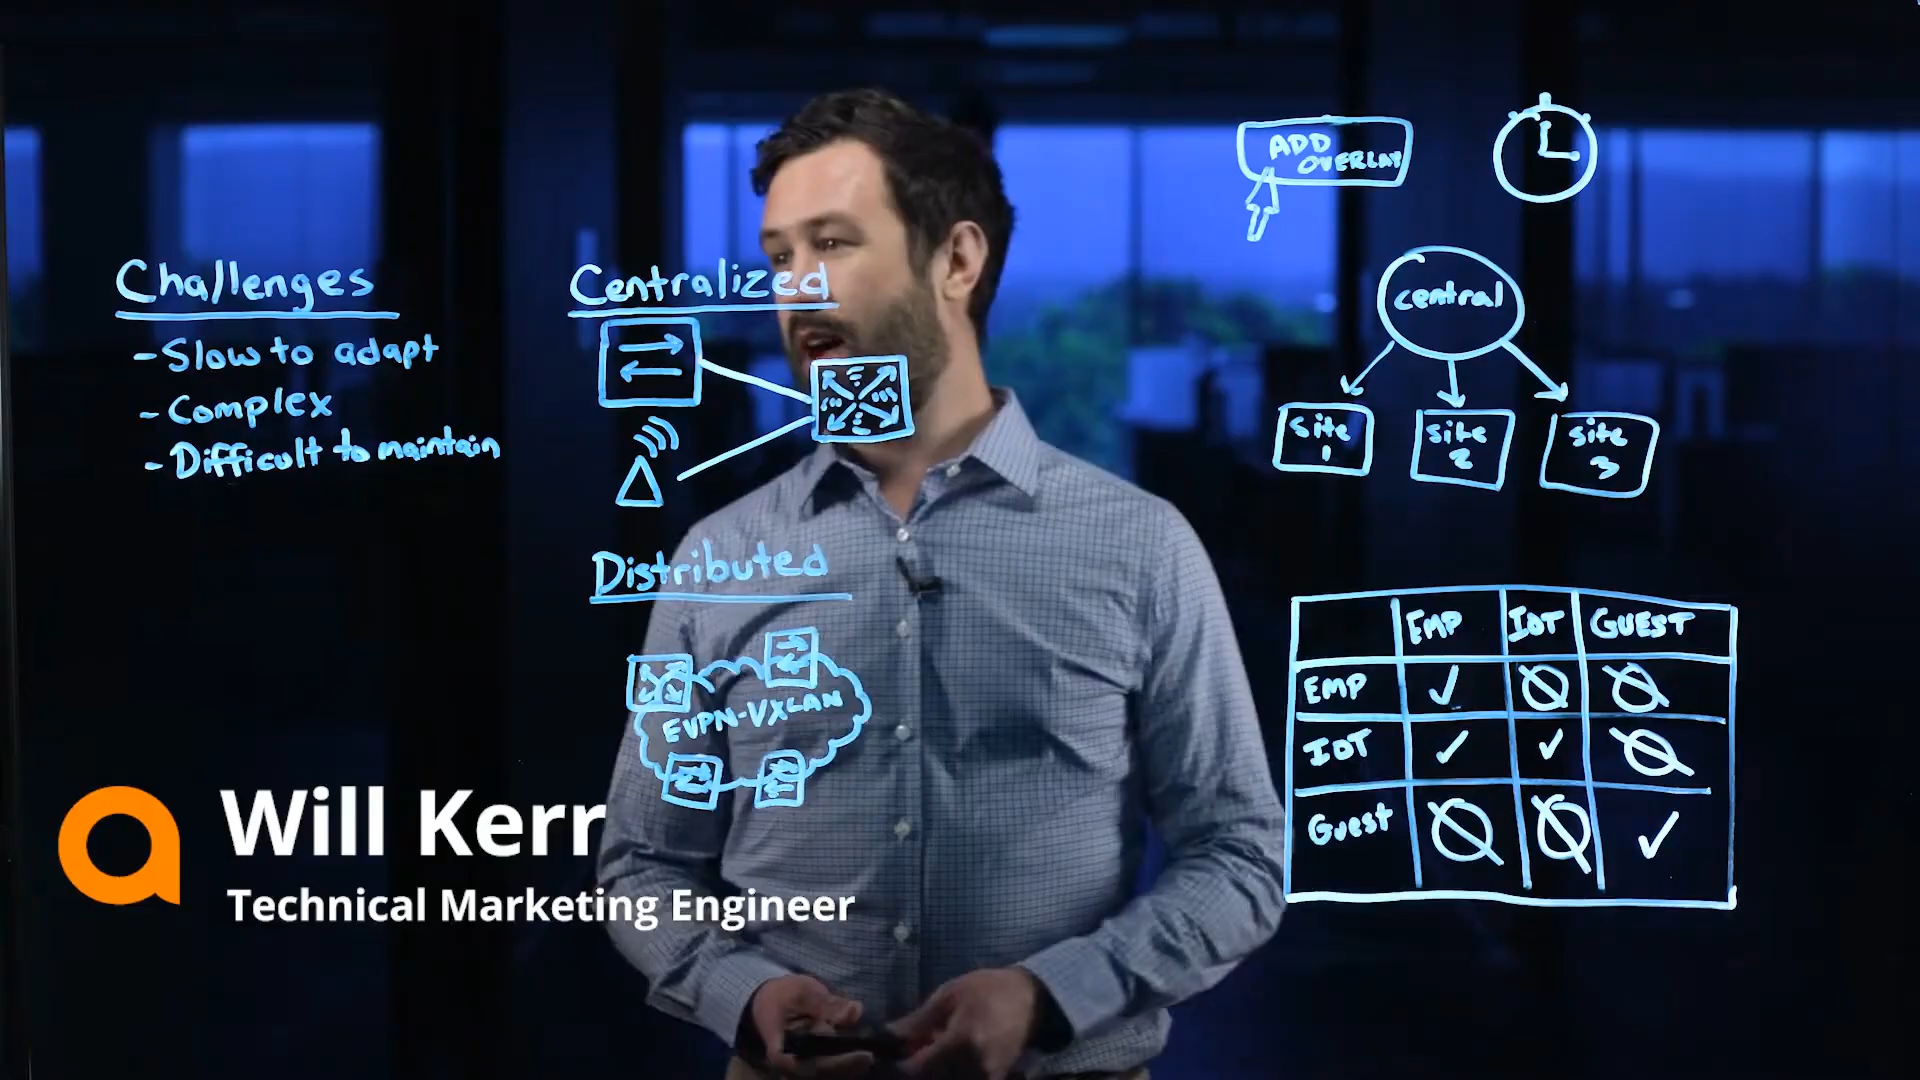 Challenges
- Slow to adapt
- Complex
- Difficult to maintain
Centralized
Distributed
EVPN-VXLAN
ADD
OVERLAY
central
site
1
site
2
site
3
EMP IOT GUEST
EMP
IOT
Guest
Will Kerr
Technical Marketing Engineer